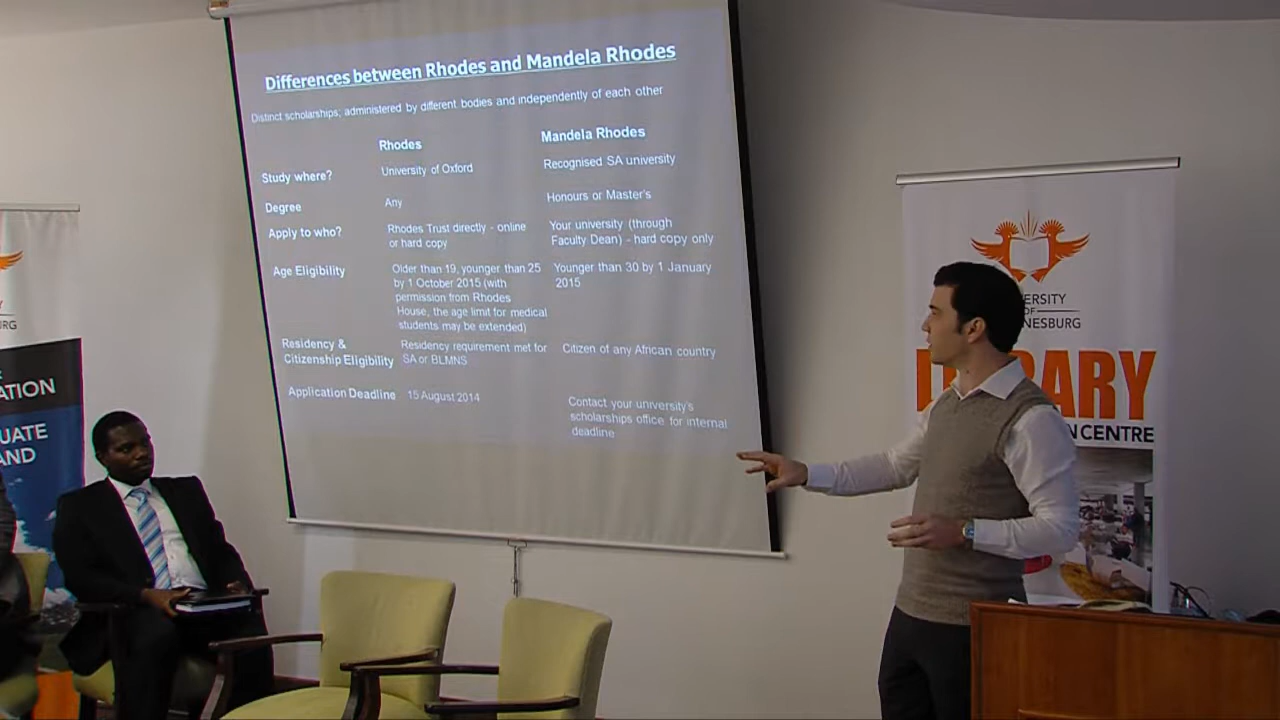 Differences between Rhodes and Mandela Rhodes
Distinct scholarships; administered by different bodies and independently of each other
Rhodes
Mandela Rhodes
Study where?
University of Oxford
Recognised SA university
Degree
Any
Honours or Master's
Apply to who?
Rhodes Trust directly - online
or hard copy
Your university (through
Faculty Dean) - hard copy only
Age Eligibility
Older than 19, younger than 25
by 1 October 2015 (with
permission from Rhodes
House, the age limit for medical
students may be extended)
Younger than 30 by 1 January
2015
Residency &
Citizenship Eligibility
Residency requirement met for
SA or BLMNS
Citizen of any African country
Application Deadline
15 August 2014
Contact your university's
scholarships office for internal
deadline
ERSITY
OF
NESBURG
L
RARY
N CENTRE
Y
RG
ATION
UATE
AND